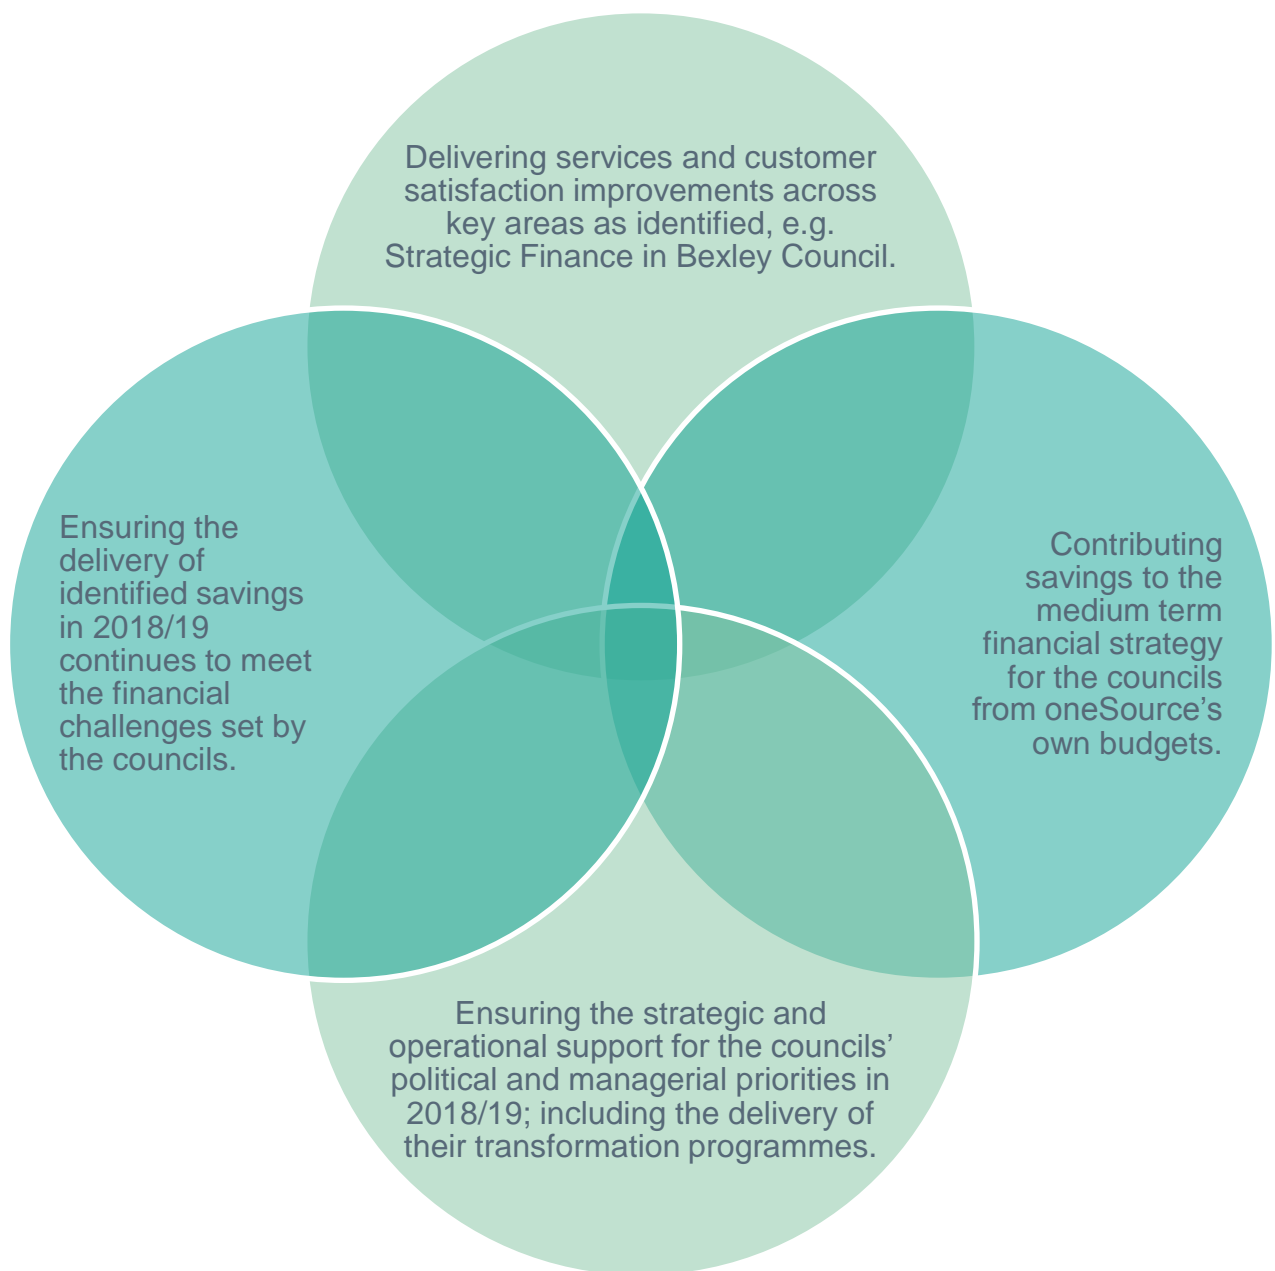 Delivering services and customer
satisfaction improvements across
key areas as identified, e.g.
Strategic Finance in Bexley Council.
Ensuring the
delivery of
identified savings
in 2018/19
continues to meet
the financial
challenges set by
the councils.
Contributing
savings to the
medium term
financial strategy
for the councils
from oneSource's
own budgets.
Ensuring the strategic and
operational support for the councils’
political and managerial priorities in
2018/19; including the delivery of
their transformation programmes.